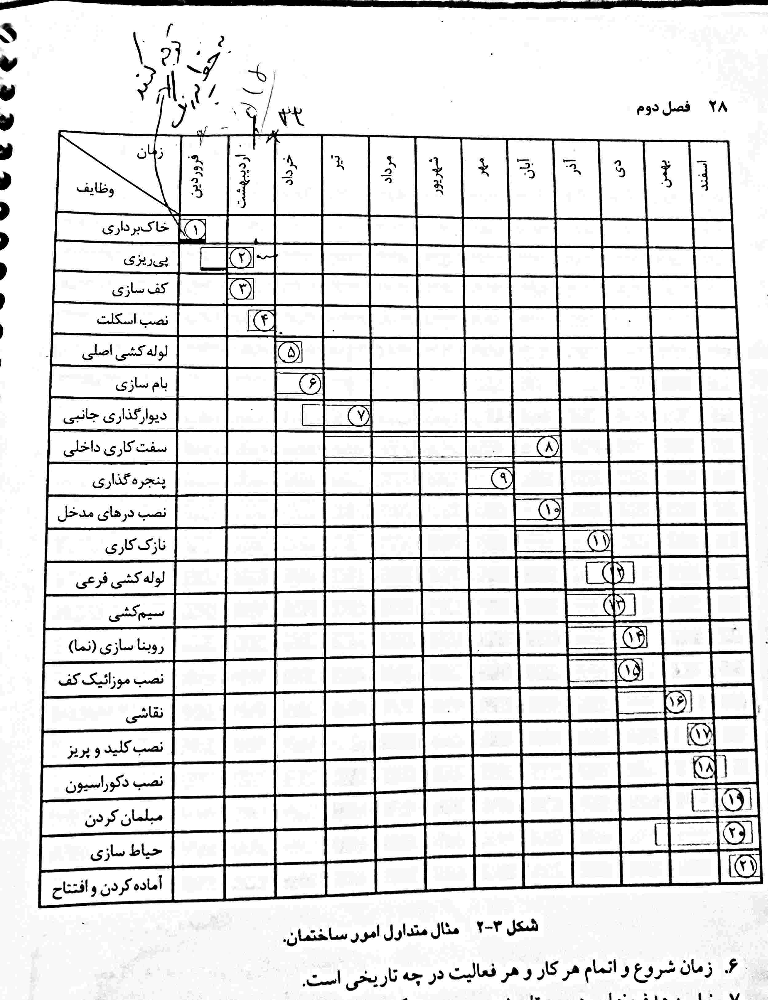 ۲۸ فصل دوم
زمان
وظایف
فروردین
اردیبهشت
خرداد
تیر
مرداد
شهریور
مهر
آبان
آذر
دی
بهمن
اسفند
خاک‌برداری ۱
پی‌ریزی ۲
کف سازی ۳
نصب اسکلت ۴
لوله کشی اصلی ۵
بام سازی ۶
دیوارگذاری جانبی ۷
سفت کاری داخلی ۸
پنجره گذاری ۹
نصب درهای مدخل ۱۰
نازک کاری ۱۱
لوله کشی فرعی ۱۲
سیم‌کشی ۱۳
روبنا سازی (نما) ۱۴
نصب موزائیک کف ۱۵
نقاشی ۱۶
نصب کلید و پریز ۱۷
نصب دکوراسیون ۱۸
مبلمان کردن ۱۹
حیاط سازی ۲۰
آماده کردن و افتتاح ۲۱
شکل ۳-۲ مثال متداول امور ساختمان.
۶. زمان شروع و اتمام هر کار و هر فعالیت در چه تاریخی است.